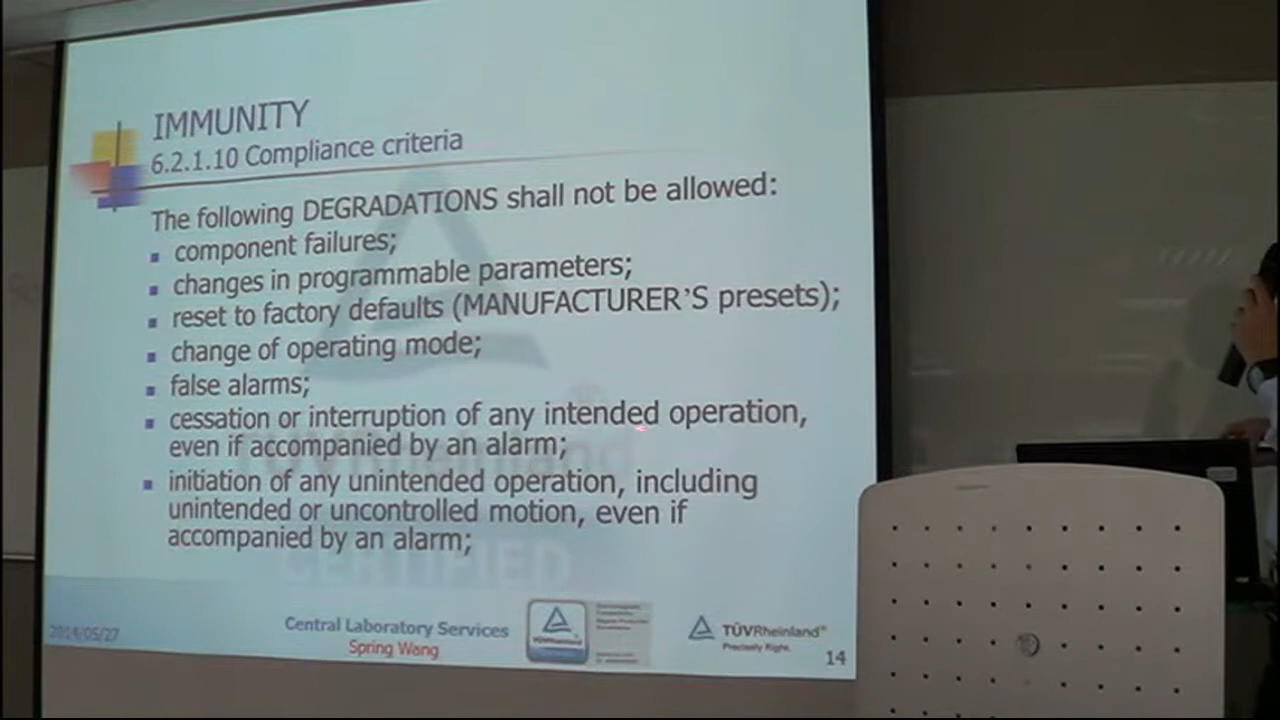 IMMUNITY
6.2.1.10 Compliance criteria
The following DEGRADATIONS shall not be allowed:
component failures;
changes in programmable parameters;
reset to factory defaults (MANUFACTURER’S presets);
change of operating mode;
false alarms;
cessation or interruption of any intended operation,
even if accompanied by an alarm;
initiation of any unintended operation, including
unintended or uncontrolled motion, even if
accompanied by an alarm;
TÜVRheinland
CERTIFIED
2014/05/27
Central Laboratory Services
Spring Wang
TÜVRheinland®
Precisely Right.
14